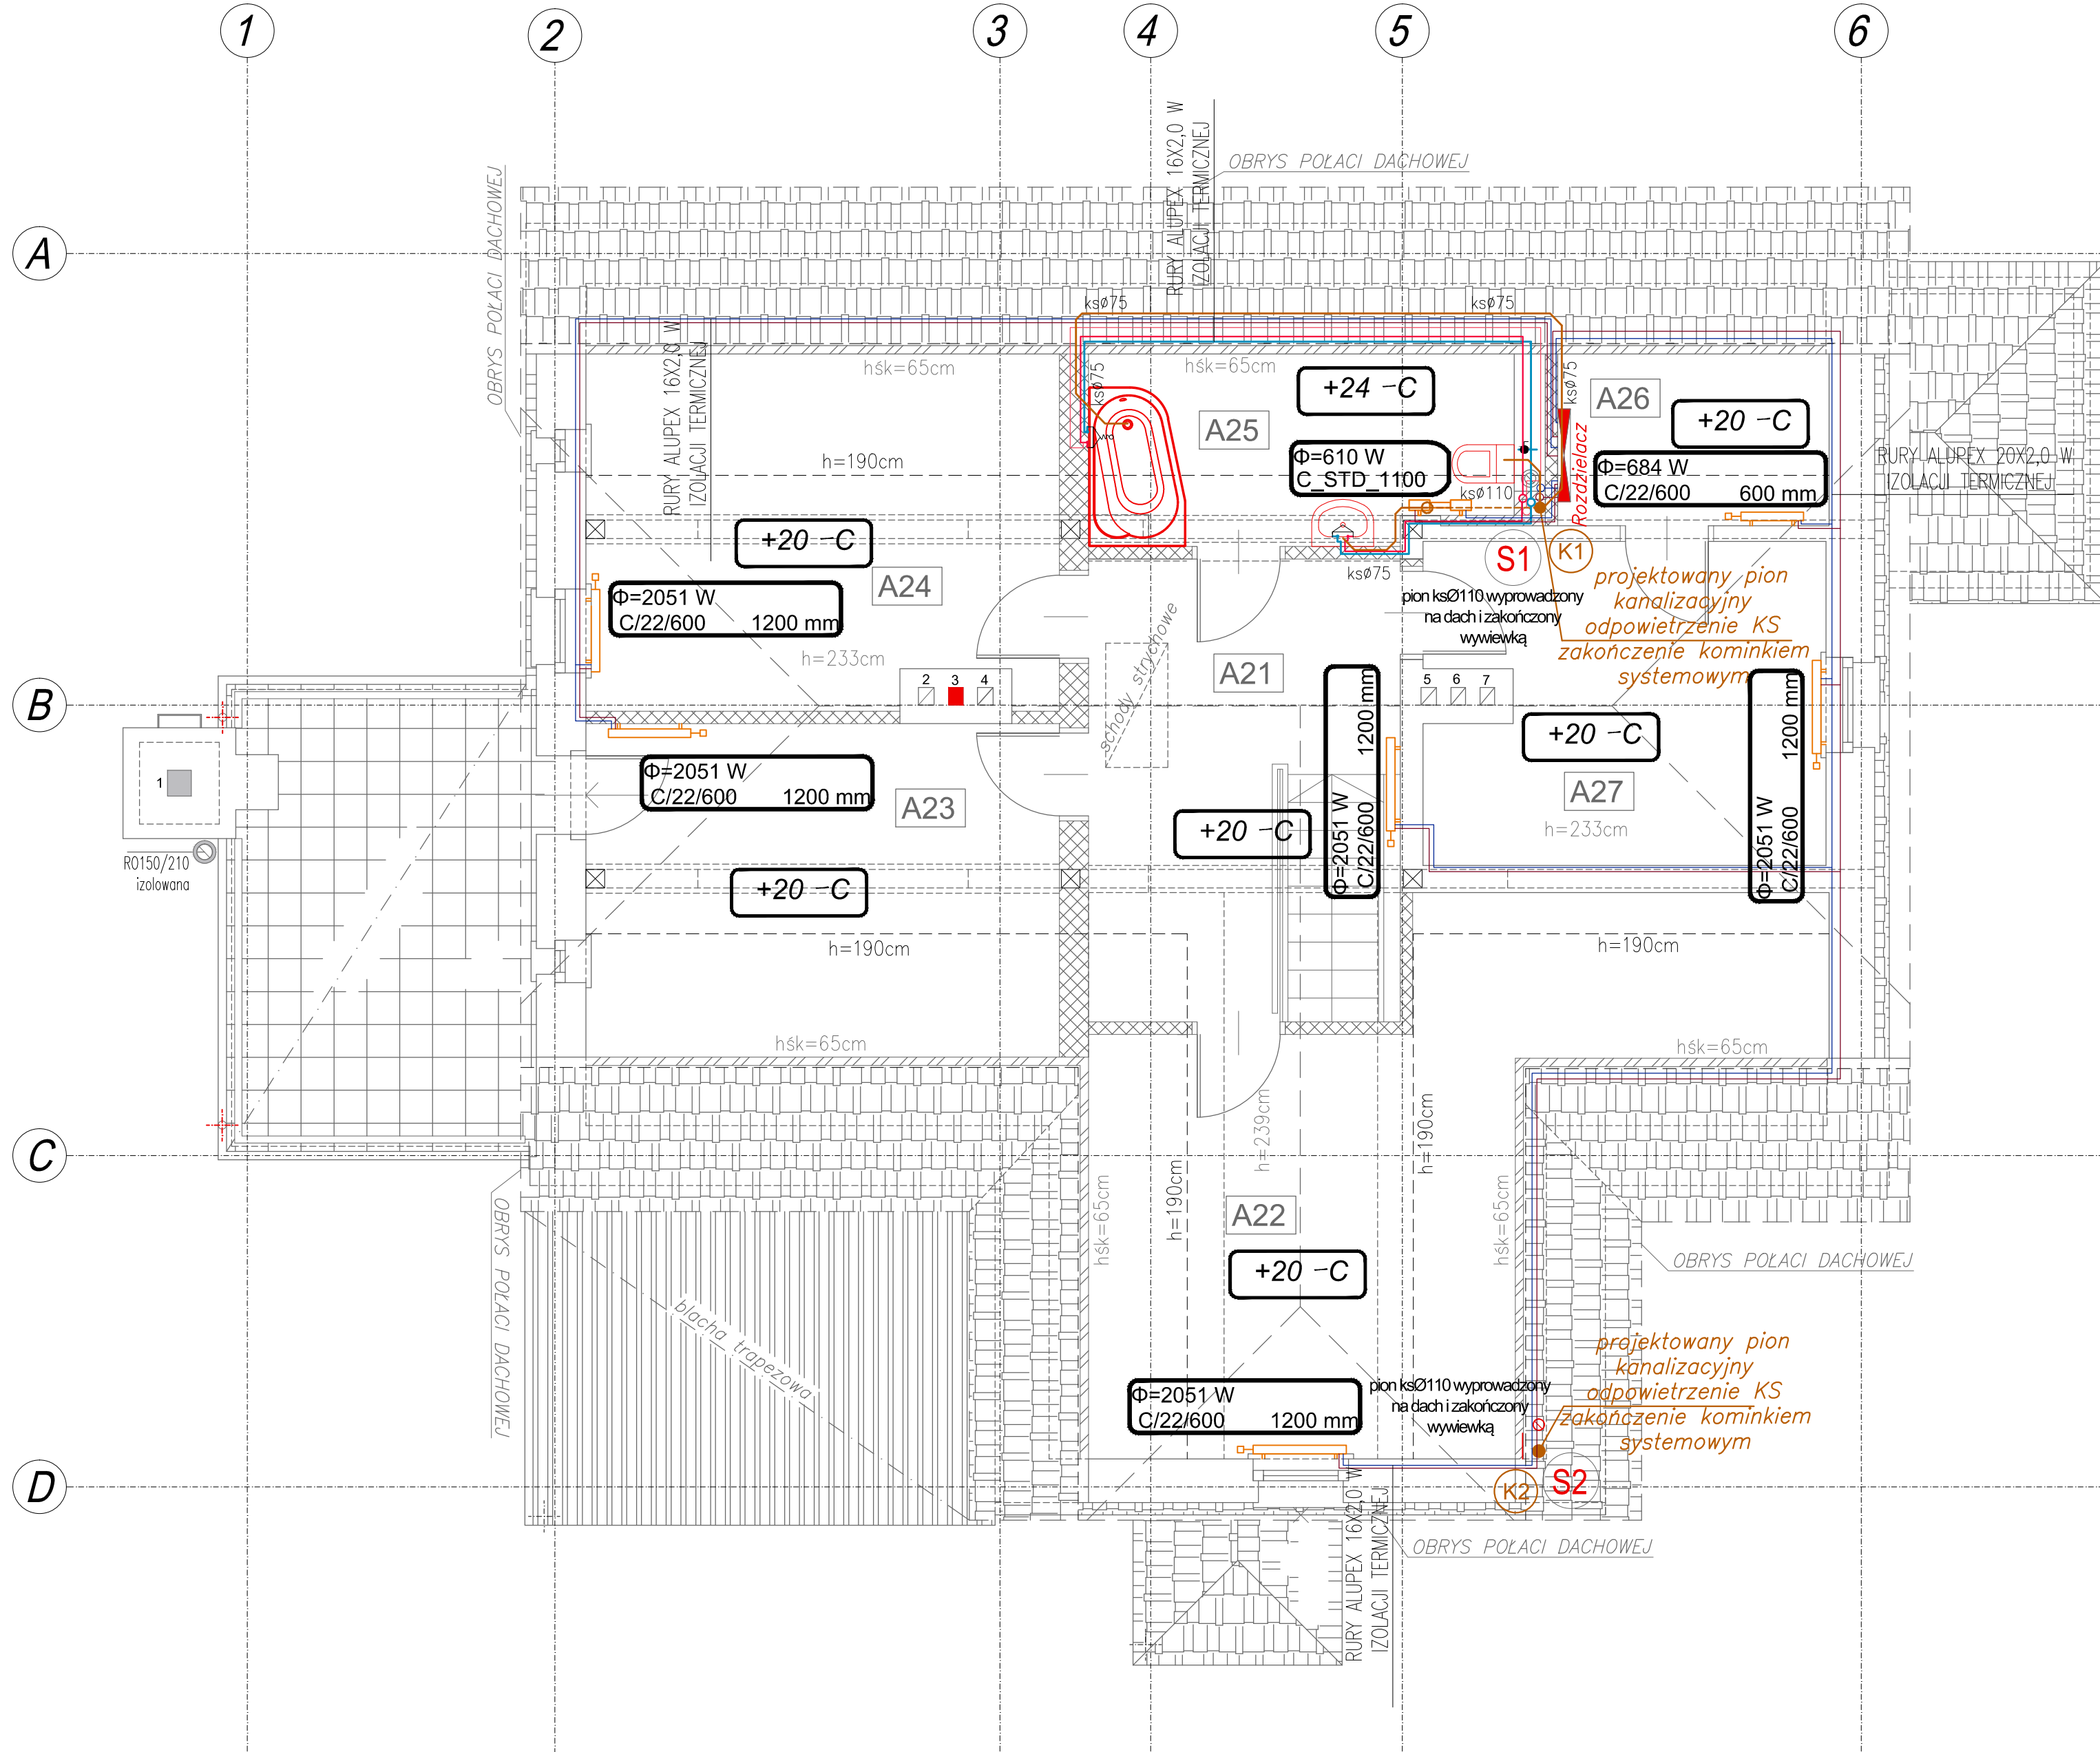 1
2
3
4
5
6
A
B
C
D
OBRYS POŁACI DACHOWEJ
RURY ALUPEX 16X2,0 W
IZOLACJI TERMICZNEJ
OBRYS POŁACI DACHOWEJ
ksø75
ksø75
RURY ALUPEX 16X2,0 W
IZOLACJI TERMICZNEJ
hśk=65cm
ksø75
hśk=65cm
+24 -C
A25
ksø75
A26
+20 -C
h=190cm
Φ=610 W
C_STD_1100
ksø110
Rozdzielacz
Φ=684 W
C/22/600 600 mm
RURY ALUPEX 20X2,0 W
IZOLACJI TERMICZNEJ
+20 -C
A24
Φ=2051 W
C/22/600 1200 mm
h=233cm
S1
K1
ksø75
pion ksØ110 wyprowadzony
na dach i zakończony
wywiewką
projektowany pion
kanalizacyjny
odpowietrzenie KS
zakończenie kominkiem
systemowym
schody strychowe
A21
2 3 4
5 6 7
Φ=2051 W
C/22/600 1200 mm
+20 -C
A27
h=233cm
Φ=2051 W
C/22/600 1200 mm
1
RO150/210
izolowana
Φ=2051 W
C/22/600 1200 mm
A23
+20 -C
+20 -C
h=190cm
h=190cm
hśk=65cm
hśk=65cm
h=239cm
h=190cm
h=190cm
hśk=65cm
hśk=65cm
A22
+20 -C
OBRYS POŁACI DACHOWEJ
OBRYS POŁACI DACHOWEJ
blacha trapezowa
Φ=2051 W
C/22/600 1200 mm
pion ksØ110 wyprowadzony
na dach i zakończony
wywiewką
projektowany pion
kanalizacyjny
odpowietrzenie KS
zakończenie kominkiem
systemowym
K2
S2
RURY ALUPEX 16X2,0 W
IZOLACJI TERMICZNEJ
OBRYS POŁACI DACHOWEJ